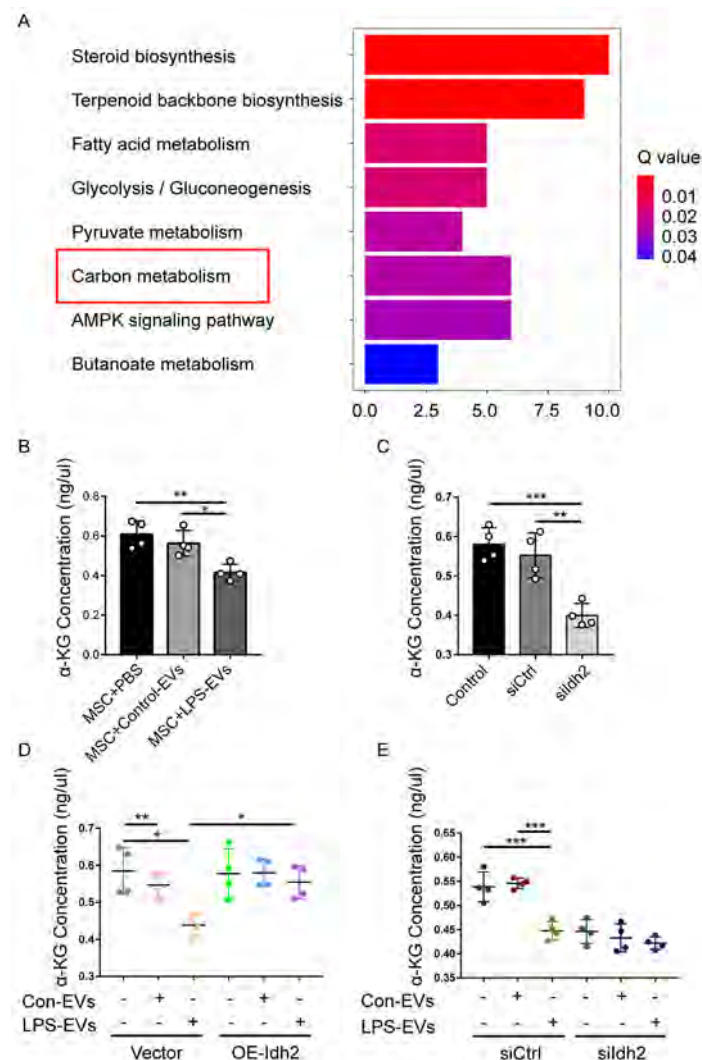 A
Steroid biosynthesis
Terpenoid backbone biosynthesis
Fatty acid metabolism
Glycolysis / Gluconeogenesis
Pyruvate metabolism
Carbon metabolism
AMPK signaling pathway
Butanoate metabolism
0.0 2.5 5.0 7.5 10.0
Q value
0.01
0.02
0.03
0.04
B
α-KG Concentration (ng/ul)
0.8
0.6
0.4
0.2
0.0
**
*
MSC+PBS
MSC+Control-EVs
MSC+LPS-EVs
C
α-KG Concentration (ng/ul)
0.7
0.6
0.5
0.4
0.3
***
**
Control
siCtrl
siIdh2
D
α-KG Concentration (ng/ul)
0.7
0.6
0.5
0.4
0.3
** *
*
Con-EVs - + - - + -
LPS-EVs - - + - - +
Vector OE-Idh2
E
α-KG Concentration (ng/ul)
0.65
0.60
0.55
0.50
0.45
0.40
0.35
***
***
Con-EVs - + - - + -
LPS-EVs - - + - - +
siCtrl siIdh2